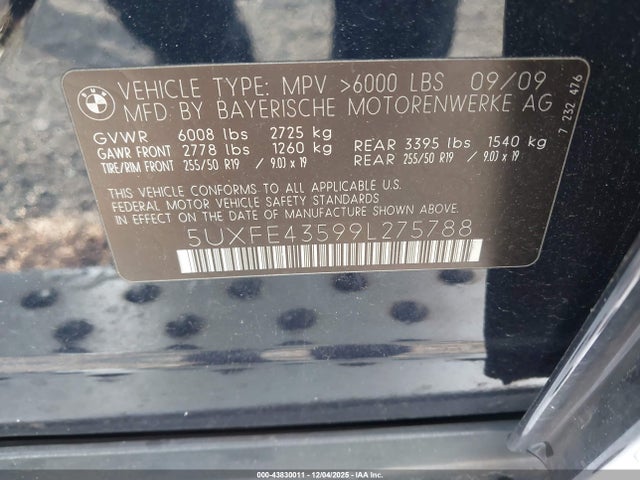 BMW
VEHICLE TYPE: MPV >6000 LBS 09/09
MFD. BY BAYERISCHE MOTORENWERKE AG
GVWR 6008 lbs 2725 kg
GAWR FRONT 2778 lbs 1260 kg REAR 3395 lbs 1540 kg
TIRE/RIM FRONT 255/50 R19 / 9.0J x 19 REAR 255/50 R19 / 9.0J x 19
THIS VEHICLE CONFORMS TO ALL APPLICABLE U.S.
FEDERAL MOTOR VEHICLE SAFETY STANDARDS
IN EFFECT ON THE DATE OF MANUFACTURE SHOWN ABOVE.
5UXFE43599L275788
7 232 476
000-43830011 - 12/04/2025 - COPYRIGHT IAA, LLC.